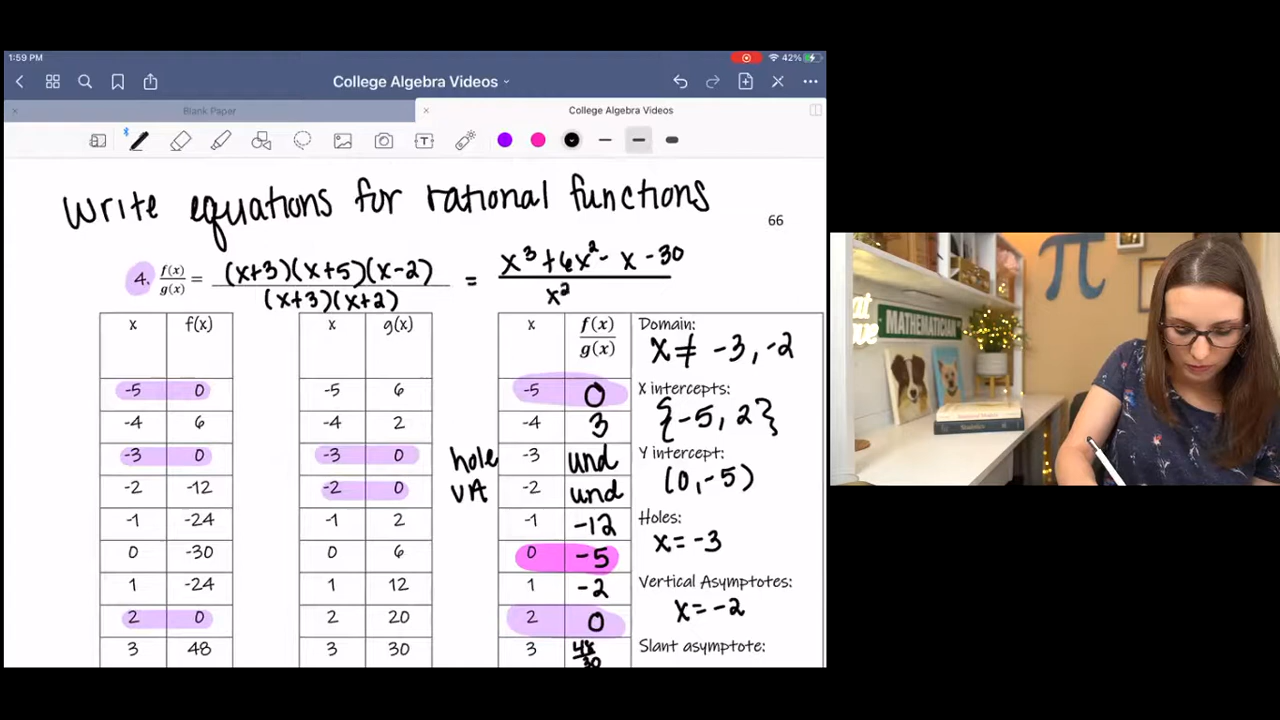 1:59 PM
42%
College Algebra Videos
Blank Paper
College Algebra Videos
T
Write equations for rational functions
66
4. f(x)/g(x) = (x+3)(x+5)(x-2)/(x+3)(x+2) = x³+6x²-x-30/x²
x f(x)
-5 0
-4 6
-3 0
-2 -12
-1 -24
0 -30
1 -24
2 0
3 48
x g(x)
-5 6
-4 2
-3 0
-2 0
-1 2
0 6
1 12
2 20
3 30
hole
VA
x f(x)/g(x)
-5 0
-4 3
-3 und
-2 und
-1 -12
0 -5
1 -2
2 0
3 48/30
Domain:
x≠ -3, -2
X intercepts:
{-5, 2}
Y intercept:
(0, -5)
Holes:
x= -3
Vertical Asymptotes:
x= -2
Slant asymptote:
MATHEMATICIAN